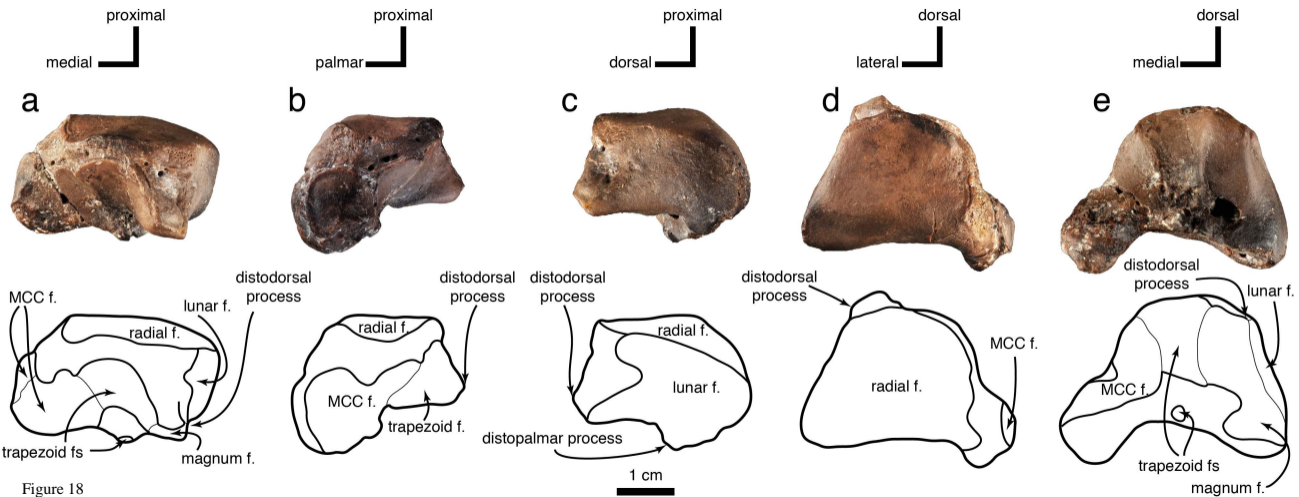 proximal
medial
proximal
palmar
proximal
dorsal
dorsal
lateral
dorsal
medial
a
b
c
d
e
MCC f.
radial f.
lunar f.
distodorsal
process
trapezoid fs
magnum f.
radial f.
MCC f.
trapezoid f.
distodorsal
process
distodorsal
process
radial f.
lunar f.
distopalmar process
distodorsal
process
radial f.
MCC f.
distodorsal
process
lunar f.
MCC f.
trapezoid fs
magnum f.
1 cm
Figure 18